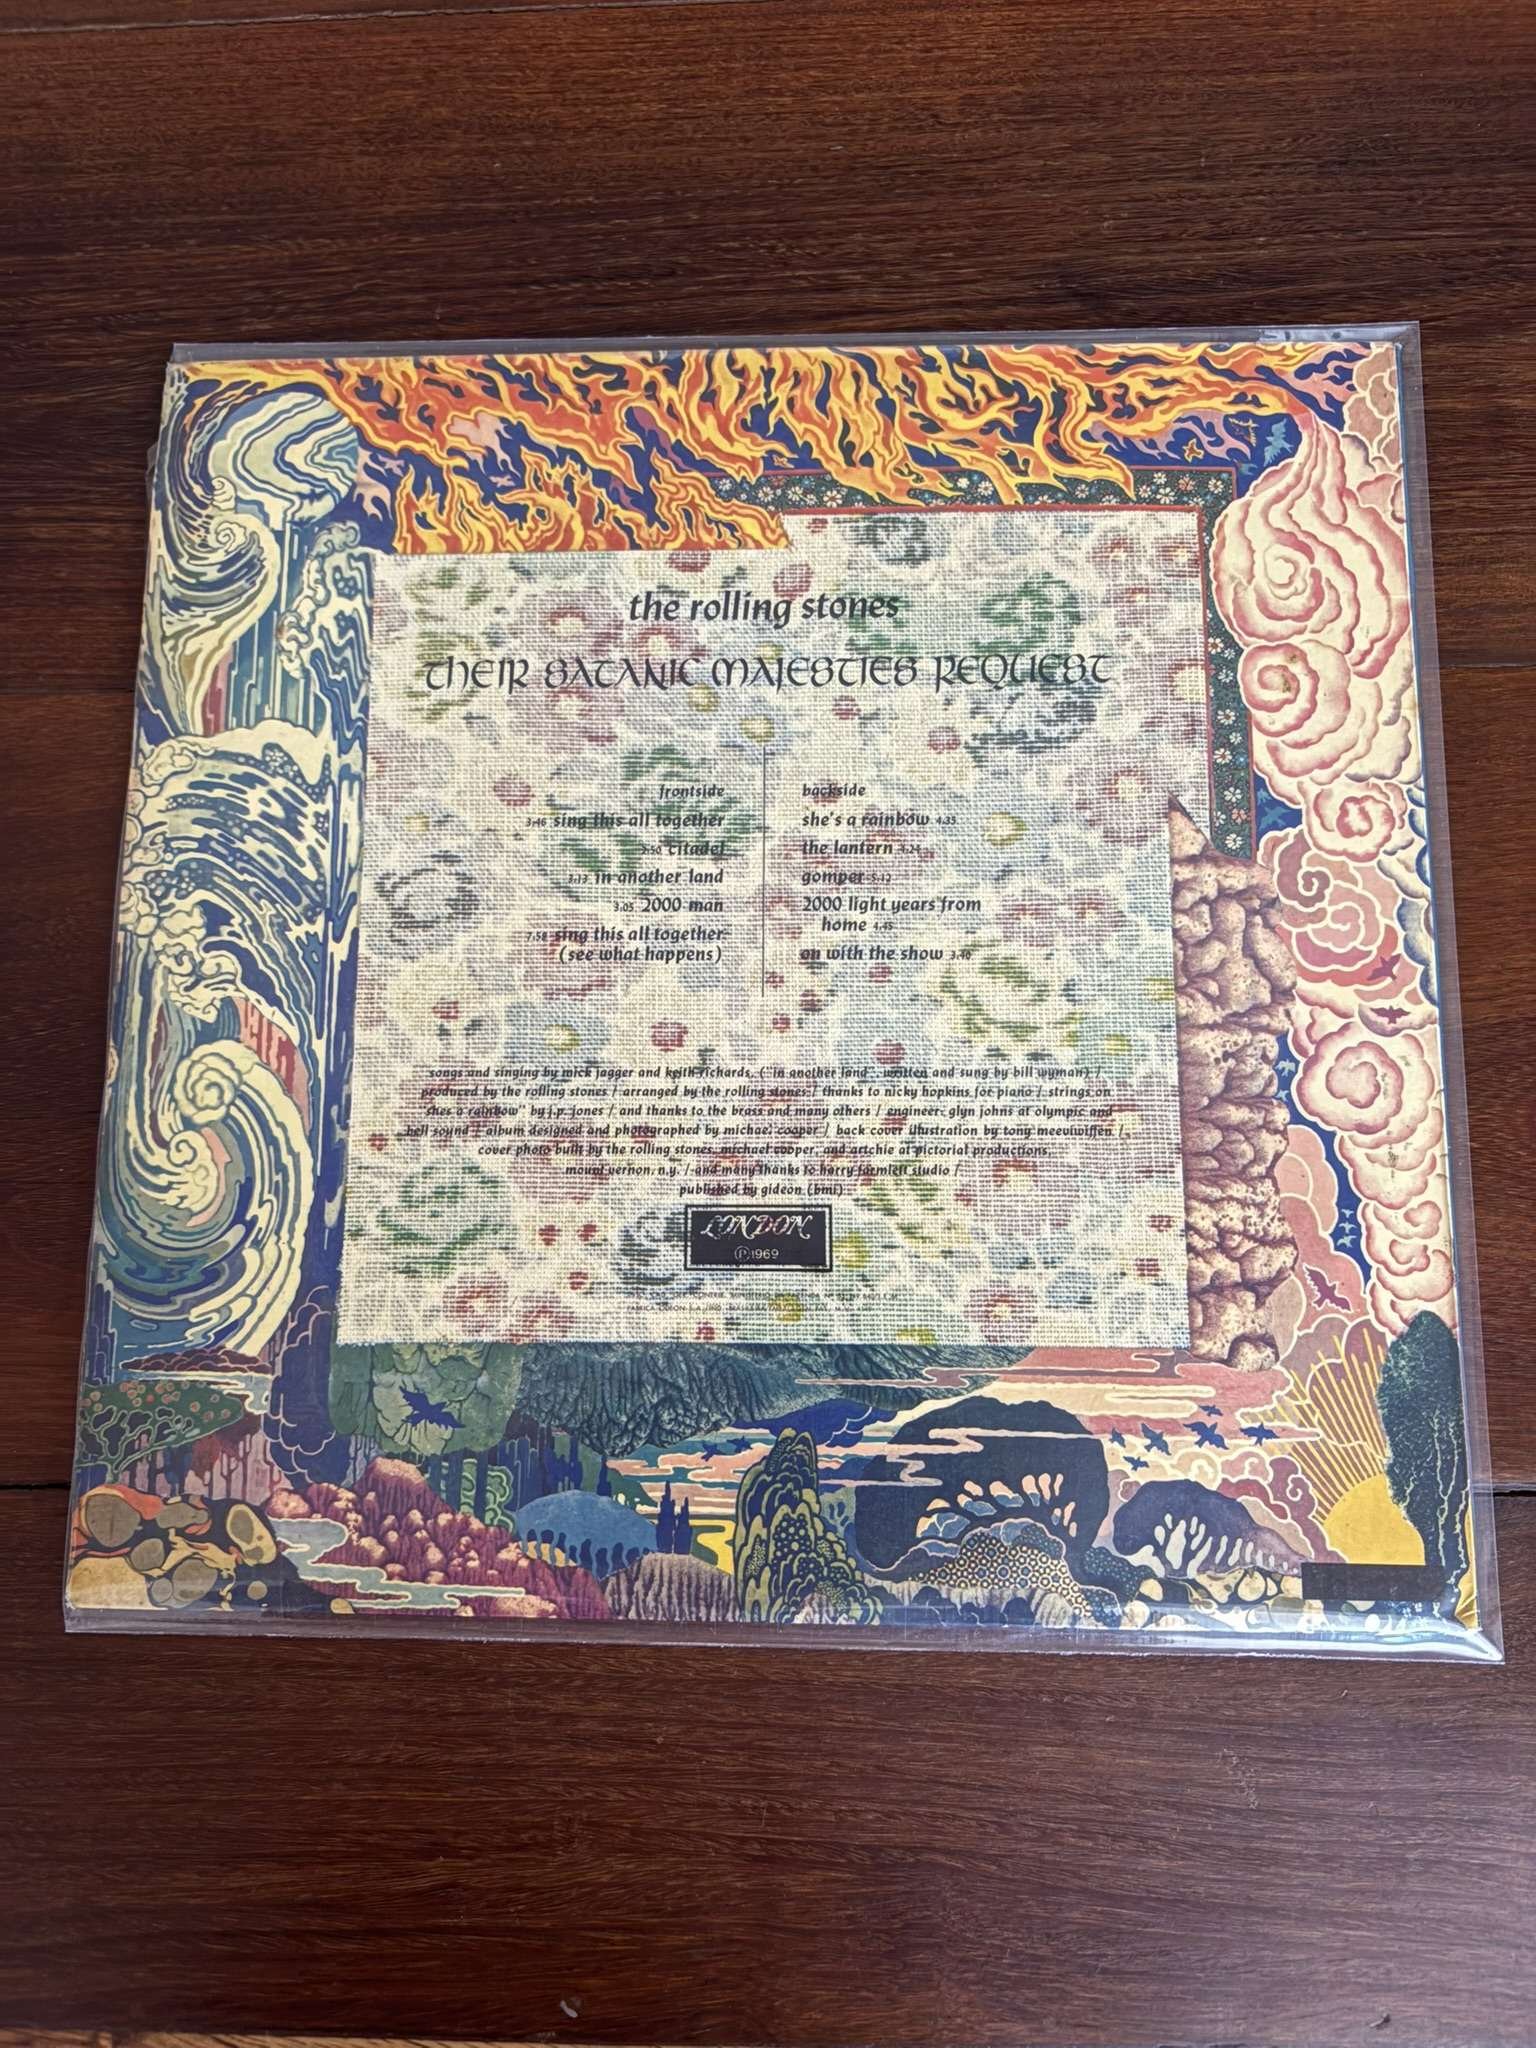 the rolling stones
their satanic majesties request
frontside
3.46 sing this all together
2.50 citadel
3.13 in another land
3.05 2000 man
7.58 sing this all together
(see what happens)
backside
she's a rainbow 4.35
the lantern 4.24
gomper 5.12
2000 light years from
home 4.45
on with the show 3.40
songs and singing by mick jagger and keith richards. ("in another land": written and sung by bill wyman) /
produced by the rolling stones / arranged by the rolling stones / thanks to nicky hopkins for piano / strings on
"shes a rainbow" by j.p. jones / and thanks to the brass and many others / engineer: glyn johns at olympic and
bell sound / album designed and photographed by michael cooper / back cover illustration by tony meeuwissen /
cover photo built by the rolling stones, michael cooper, and artchie at pictorial productions,
mount vernon, n.y. / and many thanks to harry studio /
published by gideon (bmi)
LONDON
Ⓟ 1969
FABRICA ODEON S.A.